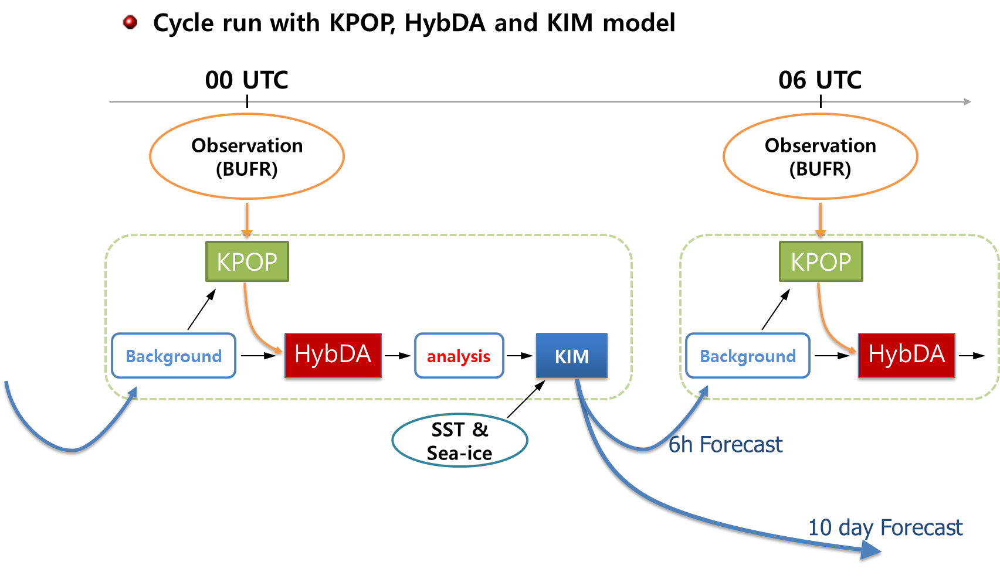 Cycle run with KPOP, HybDA and KIM model
00 UTC
06 UTC
Observation
(BUFR)
Observation
(BUFR)
KPOP
KPOP
Background
HybDA
analysis
KIM
Background
HybDA
SST &
Sea-ice
6h Forecast
10 day Forecast